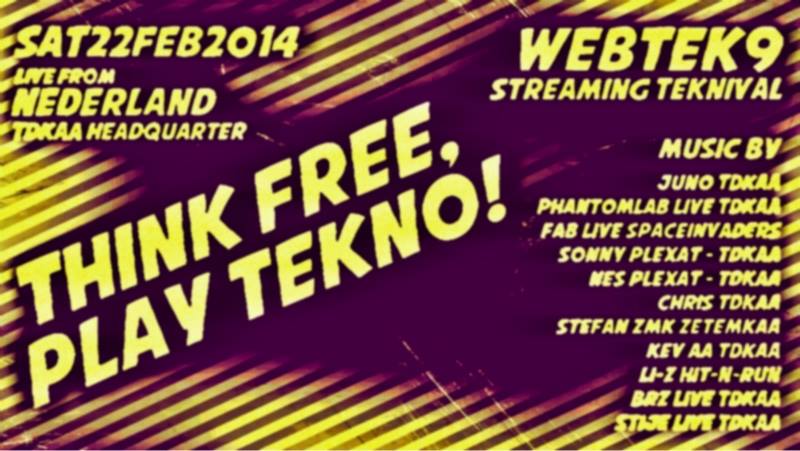 SAT22FEB2014
LIVE FROM
NEDERLAND
TDKAA HEADQUARTER
WEBTEK9
STREAMING TEKNIVAL
THINK FREE,
PLAY TEKNO!
MUSIC BY
JUNO TDKAA
PHANTOMLAB LIVE TDKAA
FAB LIVE SPACEINVADERS
SONNY PLEXAT - TDKAA
NES PLEXAT - TDKAA
CHRIS TDKAA
STEFAN ZMK ZETEMKAA
KEV AA TDKAA
LI-Z HIT-N-RUN
BRZ LIVE TDKAA
STIJE LIVE TDKAA